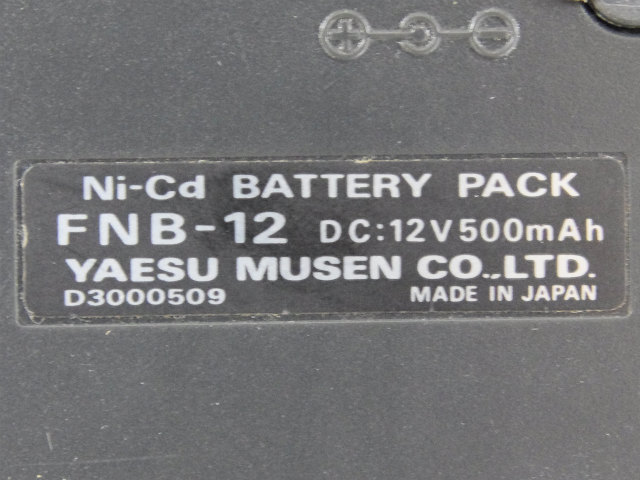 Ni-Cd BATTERY PACK
FNB-12 DC:12V500mAh
YAESU MUSEN CO.,LTD.
D3000509 MADE IN JAPAN